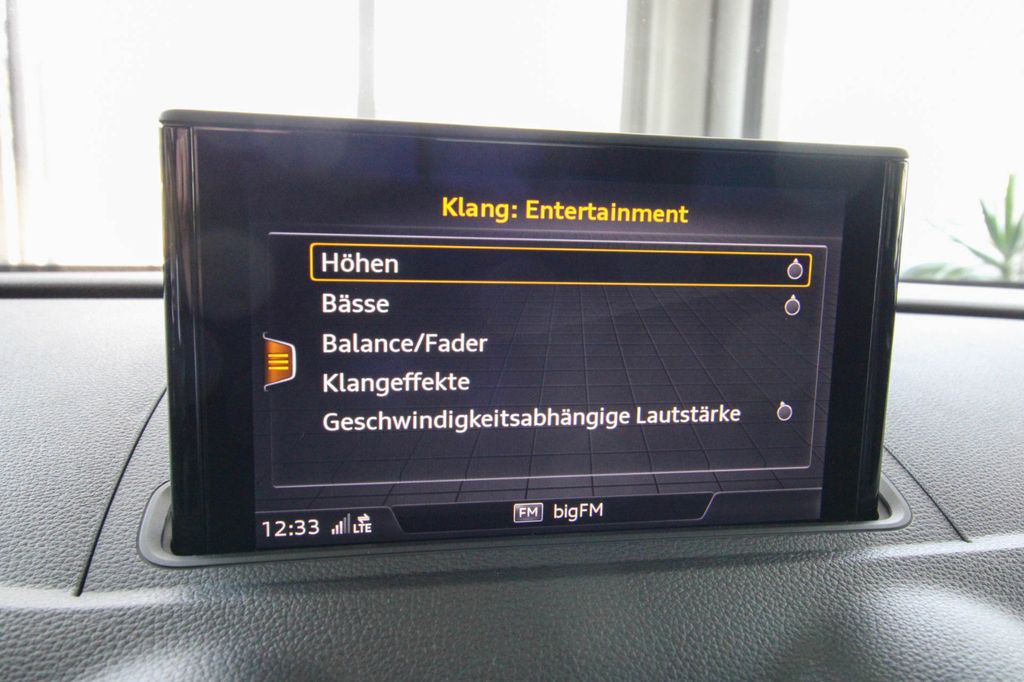 Klang: Entertainment
Höhen
Bässe
Balance/Fader
Klangeffekte
Geschwindigkeitsabhängige Lautstärke
FM bigFM
12:33 LTE